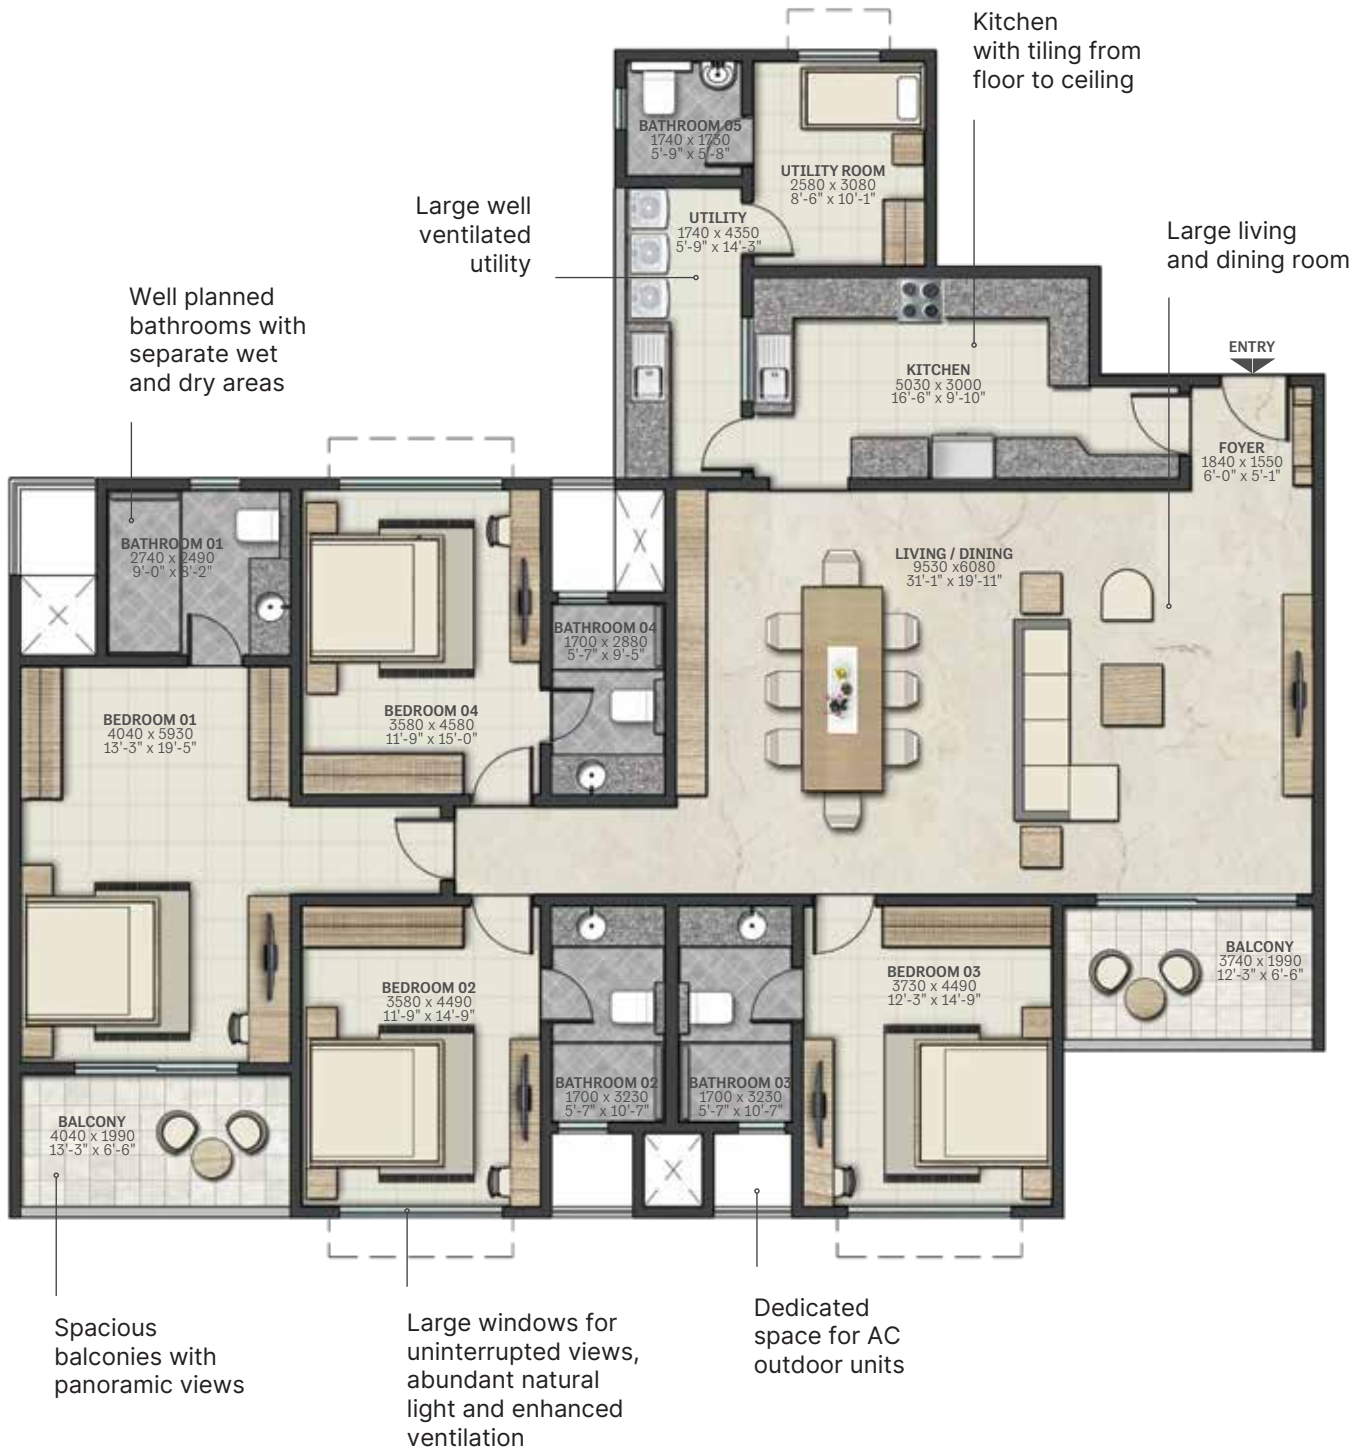 Kitchen
with tiling from
floor to ceiling
BATHROOM 05
1740 x 1730
5'-9" x 5'-8"
UTILITY ROOM
2580 x 3080
8'-6" x 10'-1"
Large well
ventilated
utility
UTILITY
1740 x 4350
5'-9" x 14'-3"
Large living
and dining room
Well planned
bathrooms with
separate wet
and dry areas
ENTRY
KITCHEN
5030 x 3000
16'-6" x 9'-10"
FOYER
1840 x 1550
6'-0" x 5'-1"
BATHROOM 01
2740 x 2490
9'-0" x 8'-2"
LIVING / DINING
9530 x6080
31'-1" x 19'-11"
BATHROOM 04
1700 x 2880
5'-7" x 9'-5"
BEDROOM 01
4040 x 5930
13'-3" x 19'-5"
BEDROOM 04
3580 x 4580
11'-9" x 15'-0"
BALCONY
3740 x 1990
12'-3" x 6'-6"
BEDROOM 02
3580 x 4490
11'-9" x 14'-9"
BEDROOM 03
3730 x 4490
12'-3" x 14'-9"
BATHROOM 02
1700 x 3230
5'-7" x 10'-7"
BATHROOM 03
1700 x 3230
5'-7" x 10'-7"
BALCONY
4040 x 1990
13'-3" x 6'-6"
Spacious
balconies with
panoramic views
Large windows for
uninterrupted views,
abundant natural
light and enhanced
ventilation
Dedicated
space for AC
outdoor units